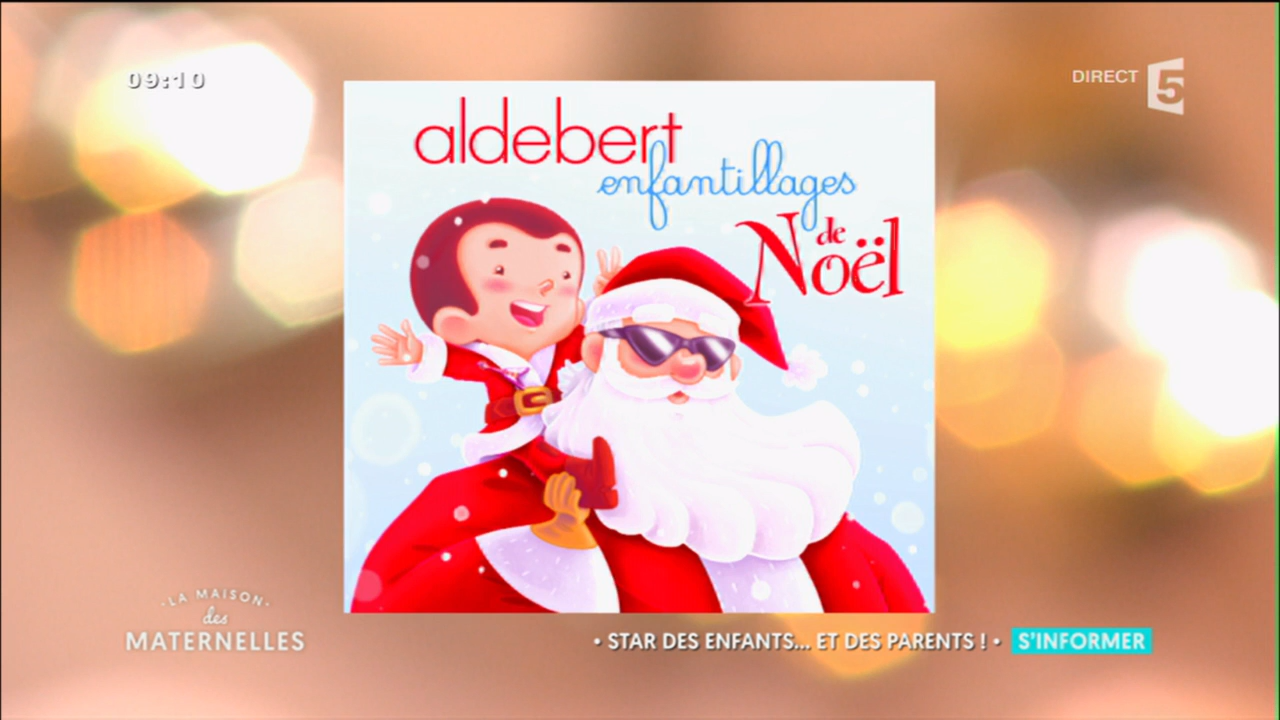 09:10
DIRECT 5
aldebert
enfantillages
de
Noël
-LA MAISON-
des
MATERNELLES
• STAR DES ENFANTS... ET DES PARENTS ! • S'INFORMER